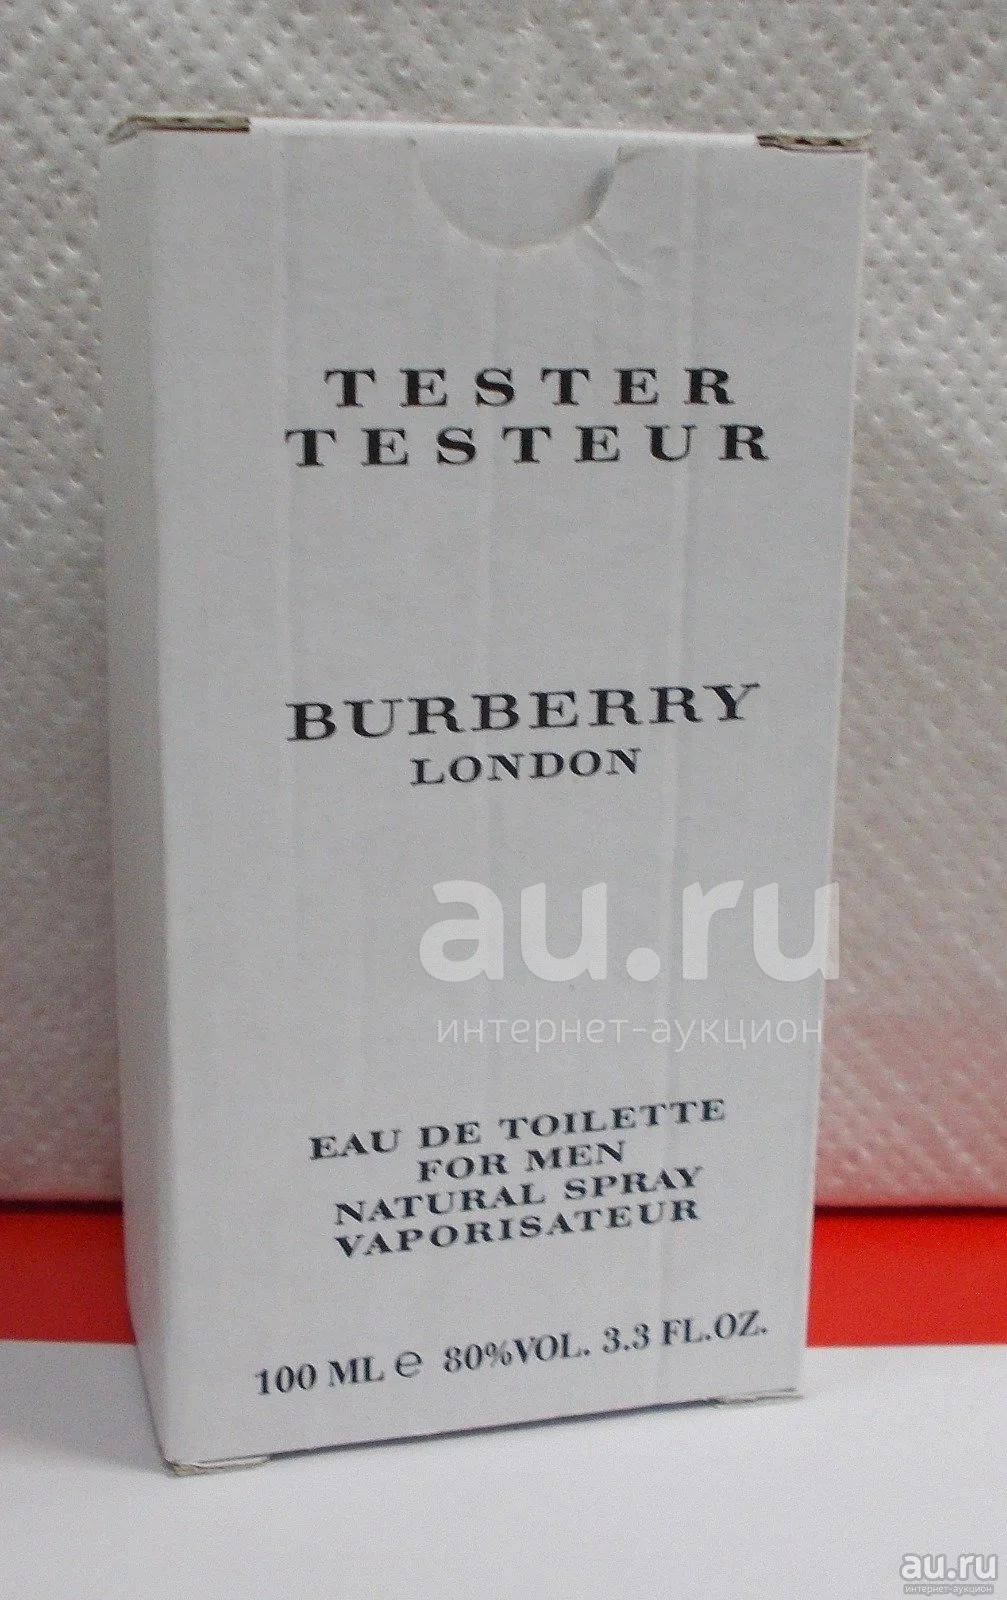 TESTER
TESTEUR
BURBERRY
LONDON
au.ru
интернет-аукцион
EAU DE TOILETTE
FOR MEN
NATURAL SPRAY
VAPORISATEUR
100 ML ℮ 80%VOL. 3.3 FL.OZ.
au.ru
интернет-аукцион